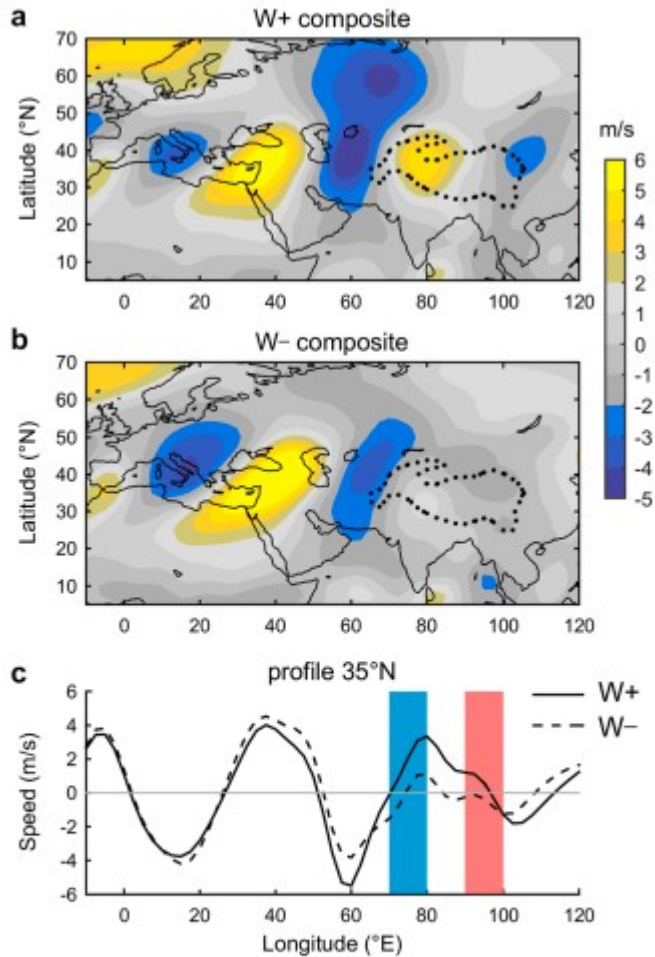 a
W+ composite
70
60
50
40
30
20
10
Latitude (°N)
0 20 40 60 80 100 120
m/s
6
5
4
3
2
1
0
-1
-2
-3
-4
-5
b
W− composite
70
60
50
40
30
20
10
Latitude (°N)
0 20 40 60 80 100 120
c
profile 35°N
W+
W−
6
4
2
0
-2
-4
-6
Speed (m/s)
0 20 40 60 80 100 120
Longitude (°E)